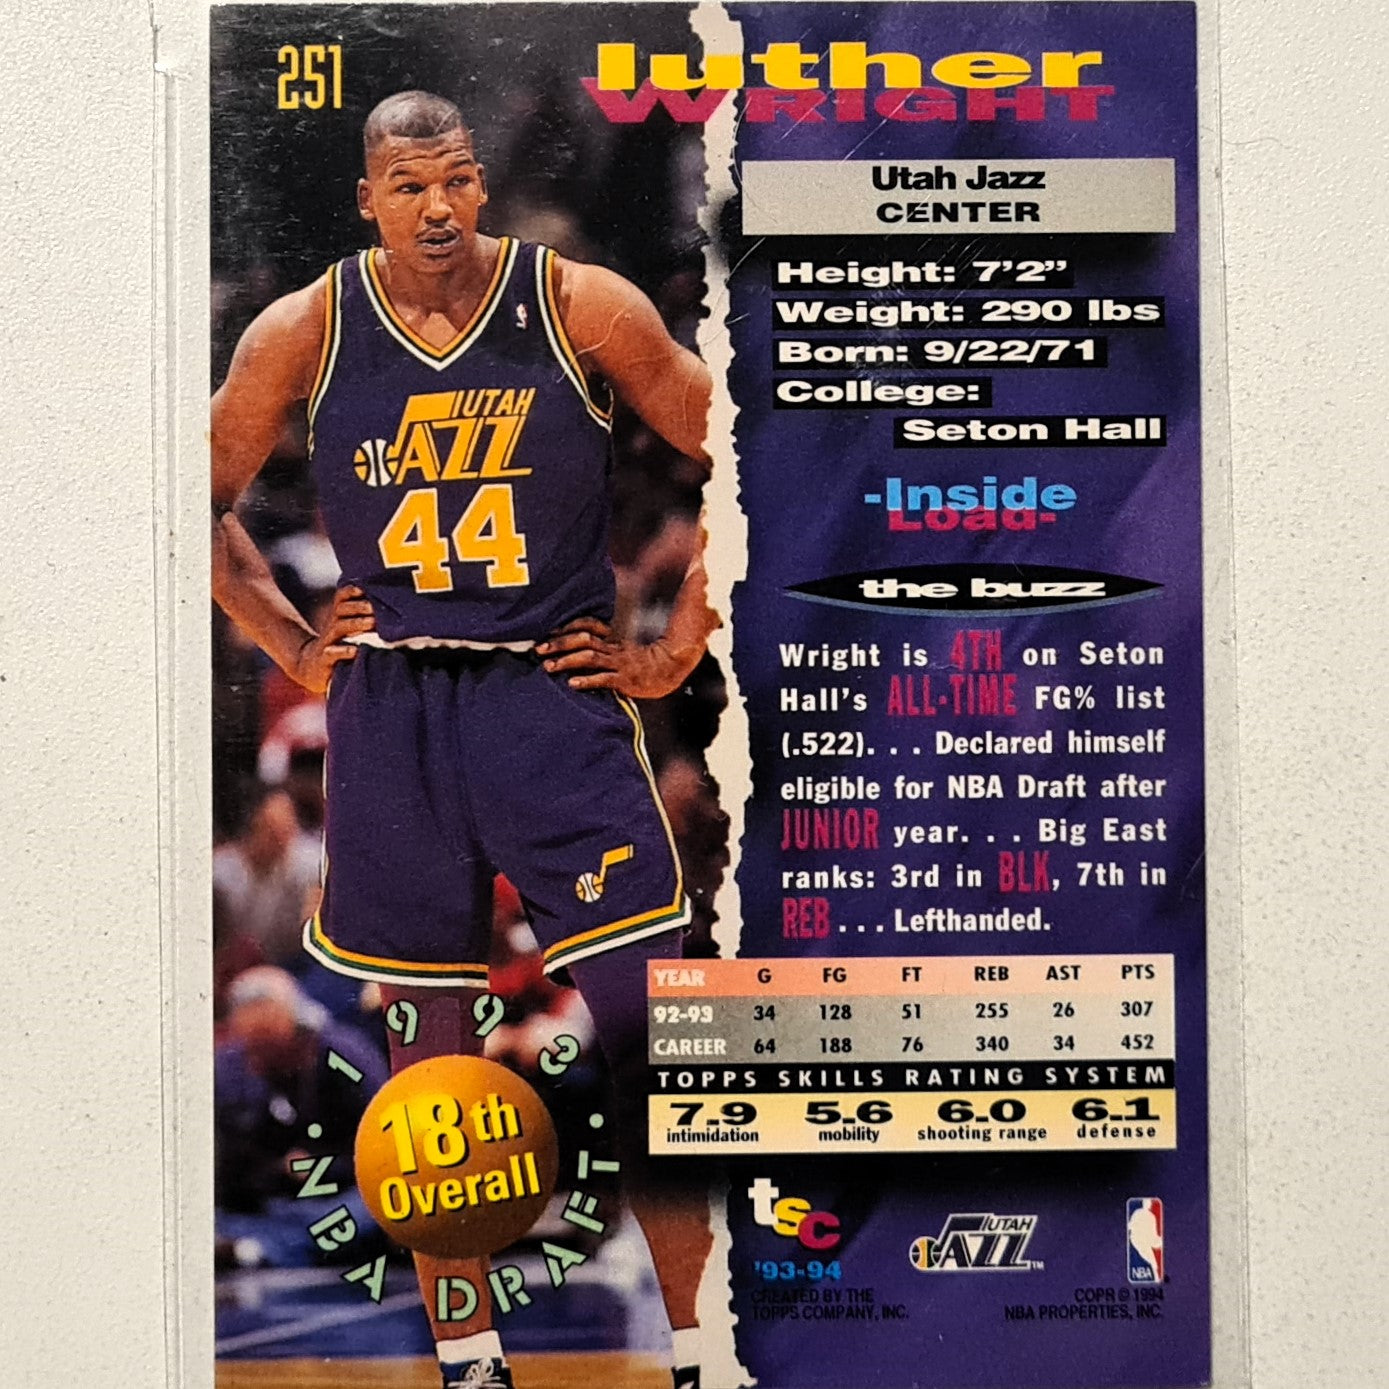 251
luther
WRIGHT
Utah Jazz
CENTER
Height: 7'2"
Weight: 290 lbs
Born: 9/22/71
College:
Seton Hall
-Inside
Load-
the buzz
Wright is 4TH on Seton
Hall's ALL-TIME FG% list
(.522). . . Declared himself
eligible for NBA Draft after
JUNIOR year. . . Big East
ranks: 3rd in BLK, 7th in
REB . . . Lefthanded.
YEAR G FG FT REB AST PTS
92-93 34 128 51 255 26 307
CAREER 64 188 76 340 34 452
TOPPS SKILLS RATING SYSTEM
7.9 5.6 6.0 6.1
intimidation mobility shooting range defense
UTAH
JAZZ
44
1993
18th
Overall
NBA DRAFT.
tsc
'93-94
CREATED BY THE
TOPPS COMPANY, INC.
UTAH
JAZZ TM
NBA
COPR © 1994
NBA PROPERTIES, INC.